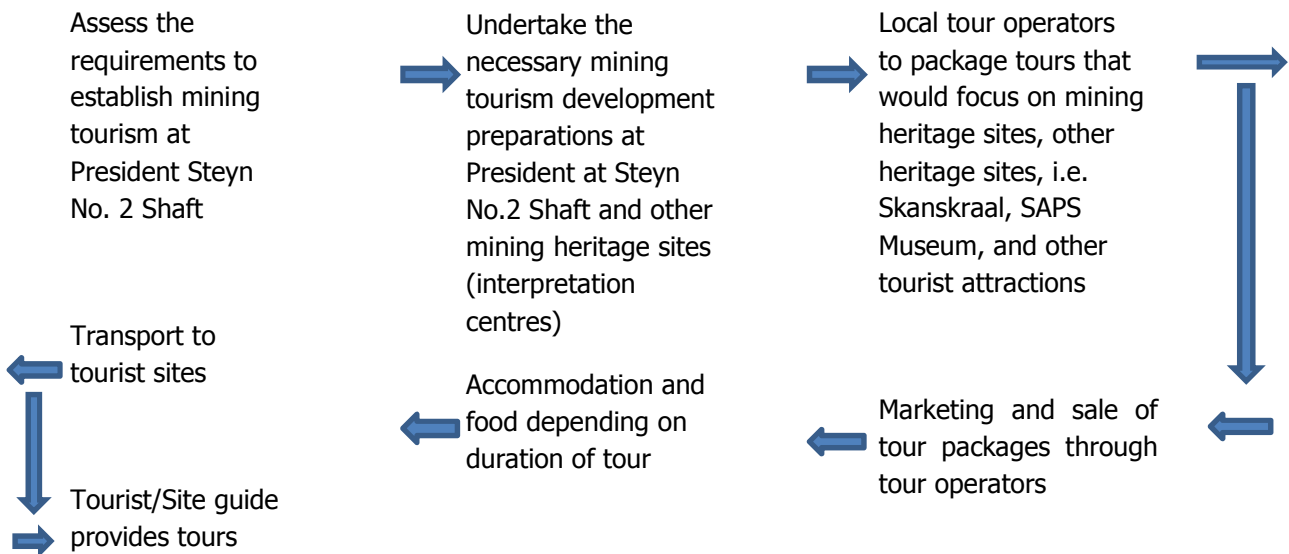 Assess the
requirements to
establish mining
tourism at
President Steyn
No. 2 Shaft
Undertake the
necessary mining
tourism development
preparations at
President at Steyn
No.2 Shaft and other
mining heritage sites
(interpretation
centres)
Local tour operators
to package tours that
would focus on mining
heritage sites, other
heritage sites, i.e.
Skanskraal, SAPS
Museum, and other
tourist attractions
Marketing and sale of
tour packages through
tour operators
Accommodation and
food depending on
duration of tour
Transport to
tourist sites
Tourist/Site guide
provides tours